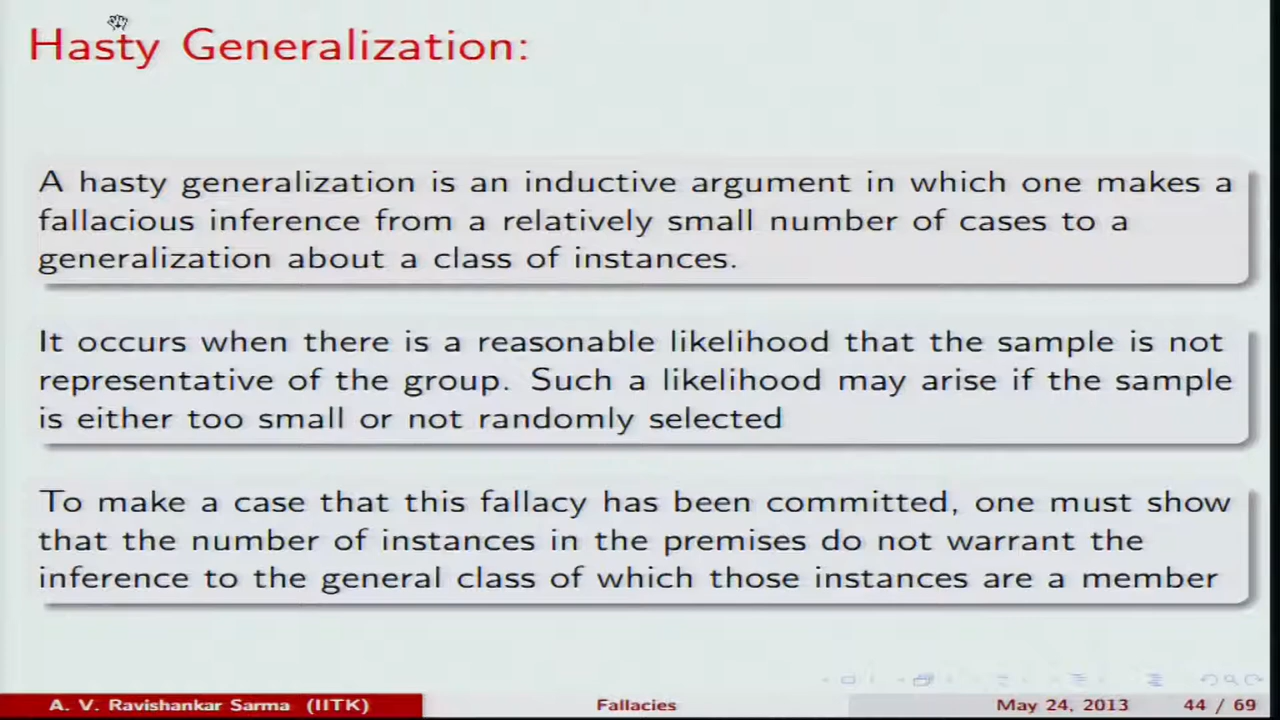 Hasty Generalization:
A hasty generalization is an inductive argument in which one makes a
fallacious inference from a relatively small number of cases to a
generalization about a class of instances.
It occurs when there is a reasonable likelihood that the sample is not
representative of the group. Such a likelihood may arise if the sample
is either too small or not randomly selected
To make a case that this fallacy has been committed, one must show
that the number of instances in the premises do not warrant the
inference to the general class of which those instances are a member
A. V. Ravishankar Sarma (IITK)
Fallacies
May 24, 2013
44 / 69